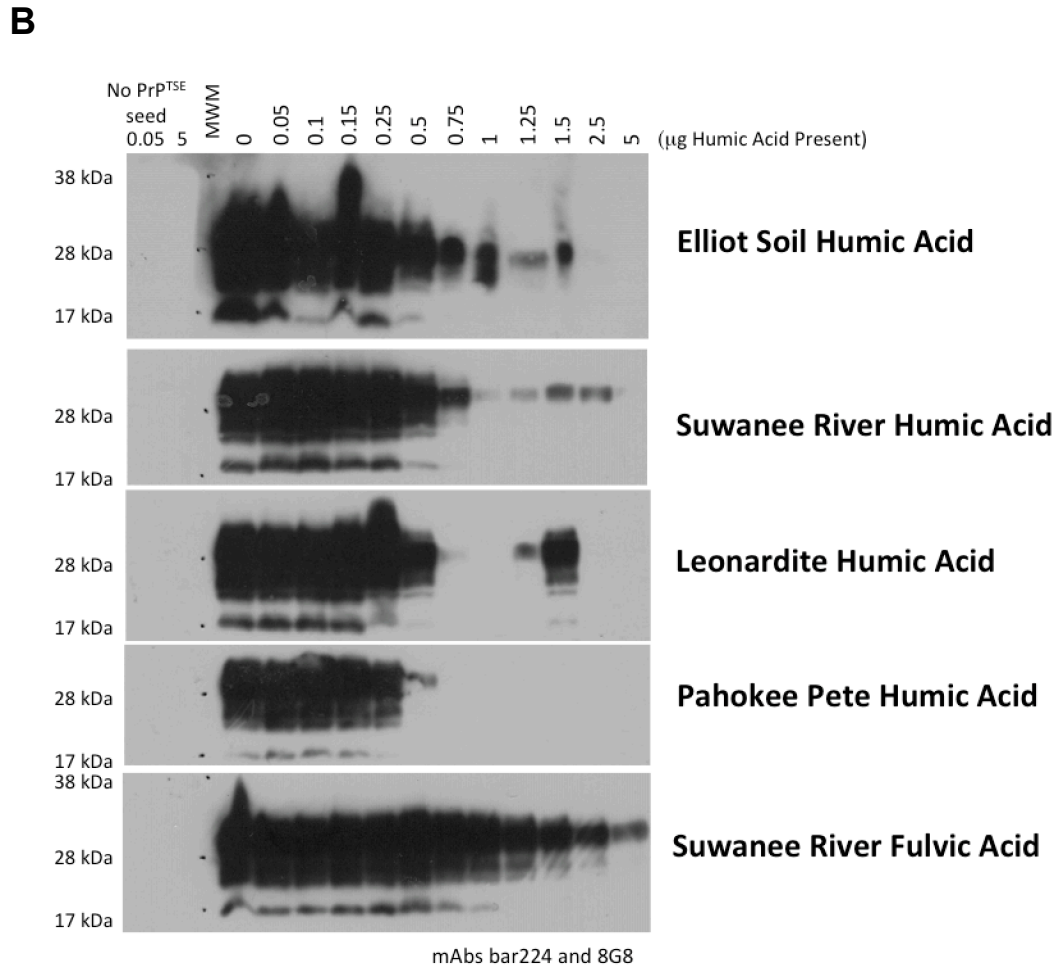 B
No PrPTSE
seed
0.05 5 MWM 0 0.05 0.1 0.15 0.25 0.5 0.75 1 1.25 1.5 2.5 5 (µg Humic Acid Present)
38 kDa
28 kDa
17 kDa
Elliot Soil Humic Acid
28 kDa
17 kDa
Suwanee River Humic Acid
28 kDa
17 kDa
Leonardite Humic Acid
28 kDa
17 kDa
Pahokee Pete Humic Acid
38 kDa
28 kDa
17 kDa
Suwanee River Fulvic Acid
mAbs bar224 and 8G8